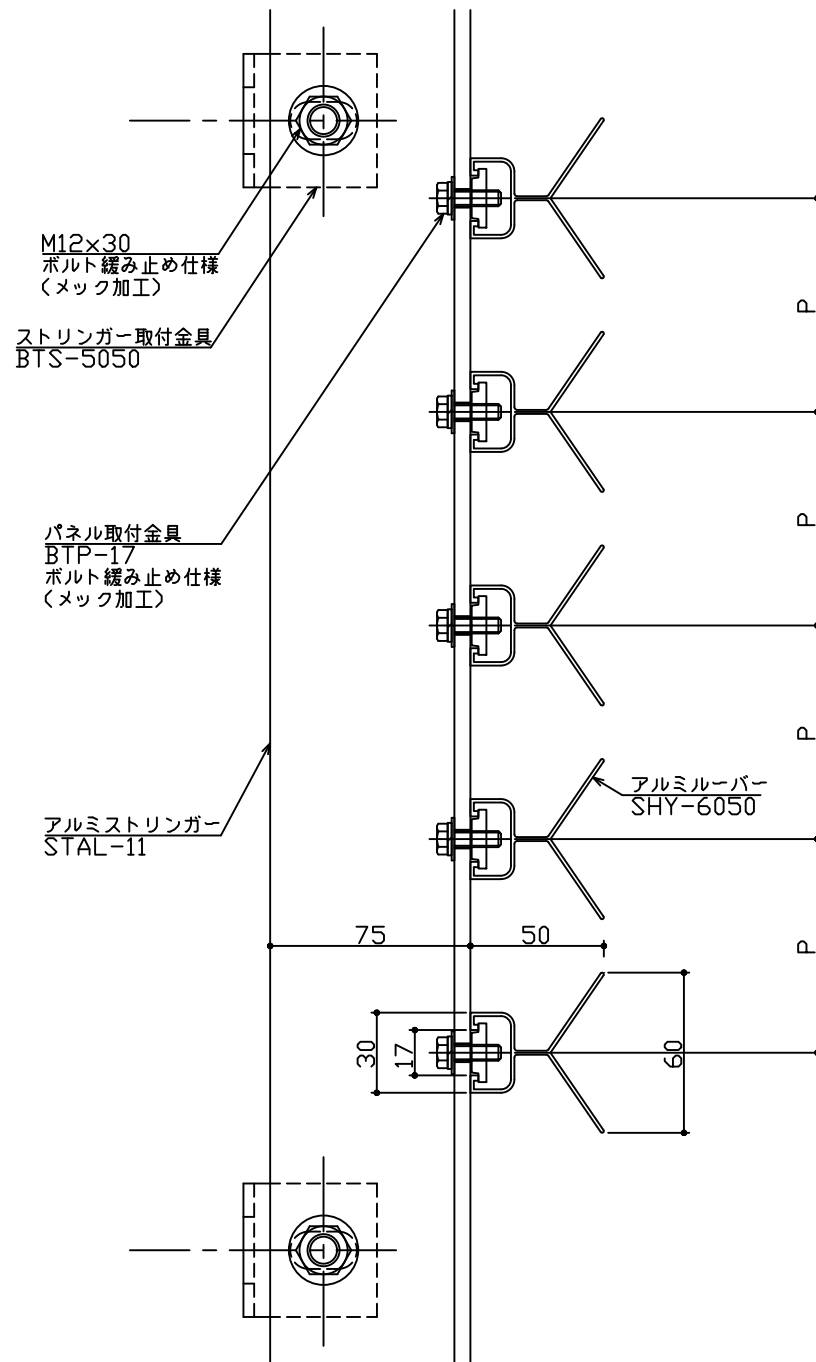 M12×30
ボルト緩み止め仕様
(メック加工)
ストリンガー取付金具
BTS-5050
パネル取付金具
BTP-17
ボルト緩み止め仕様
(メック加工)
アルミストリンガー
STAL-11
アルミルーバー
SHY-6050
P
P
P
P
75
50
30
17
60